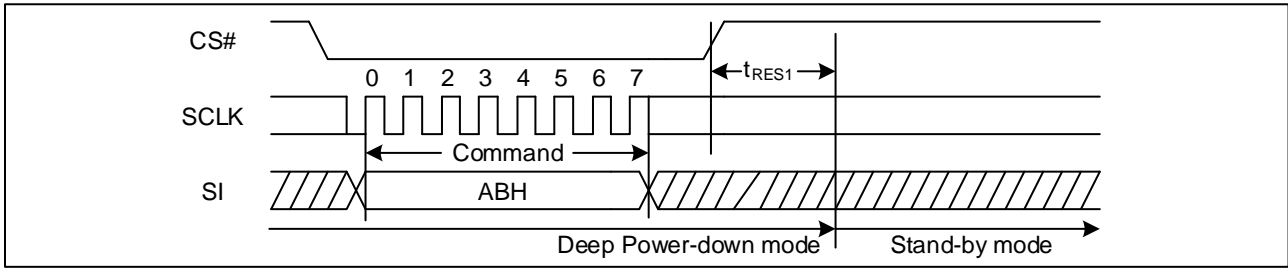 CS#
tRES1
0 1 2 3 4 5 6 7
SCLK
Command
SI
ABH
Deep Power-down mode Stand-by mode